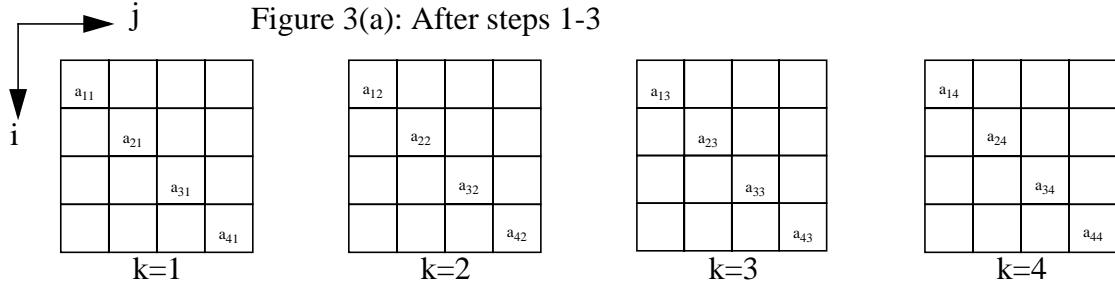 j
Figure 3(a): After steps 1-3
i
a11 a12 a13 a14
a21 a22 a23 a24
a31 a32 a33 a34
a41 a42 a43 a44
k=1 k=2 k=3 k=4